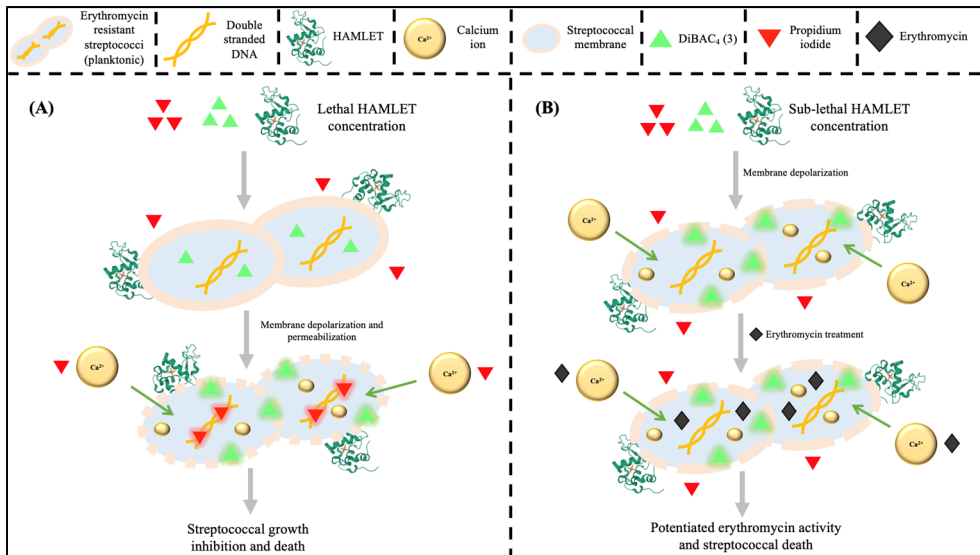 Erythromycin
resistant
streptococci
(planktonic)
Double
stranded
DNA
HAMLET
Ca²⁺
Calcium
ion
Streptococcal
membrane
DiBAC₄ (3)
Propidium
iodide
Erythromycin
(A)
Lethal HAMLET
concentration
Membrane depolarization and
permeabilization
Ca²⁺
Ca²⁺
Streptococcal growth
inhibition and death
(B)
Sub-lethal HAMLET
concentration
Membrane depolarization
Ca²⁺
Ca²⁺
Erythromycin treatment
Ca²⁺
Ca²⁺
Potentiated erythromycin activity
and streptococcal death